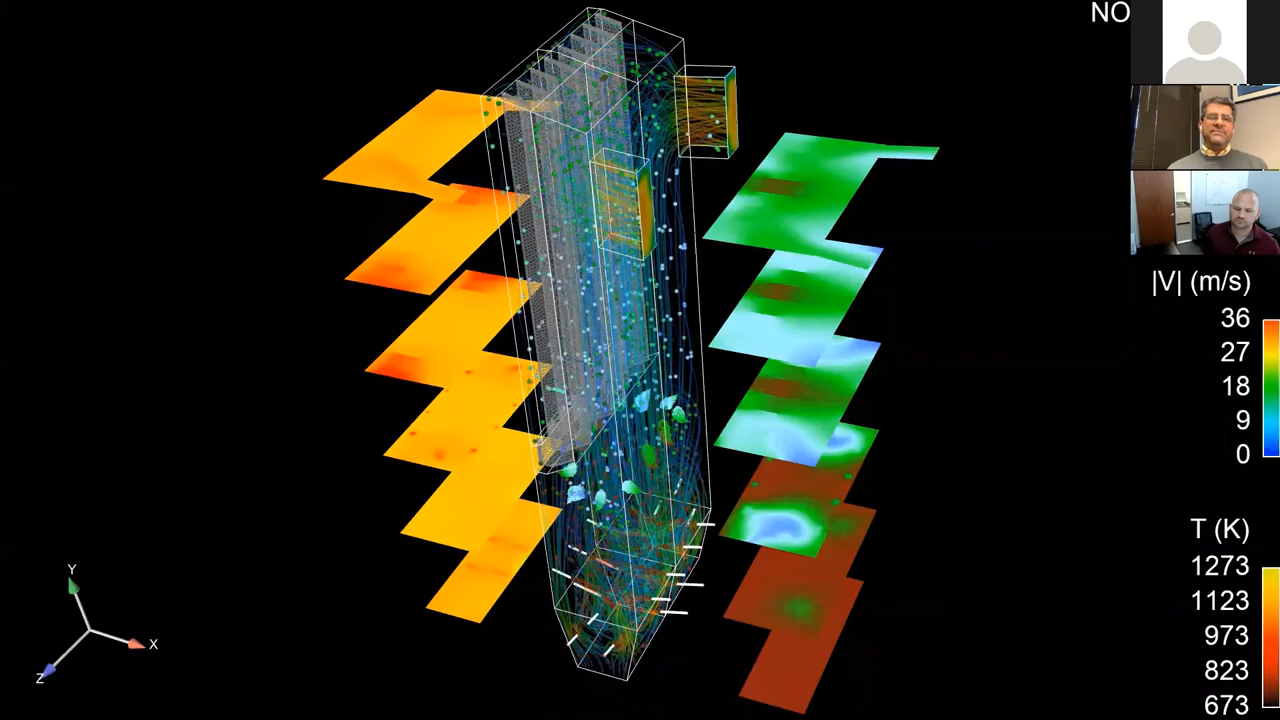 NO
|V| (m/s)
36
27
18
9
0
T (K)
1273
1123
973
823
673
Y
X
Z